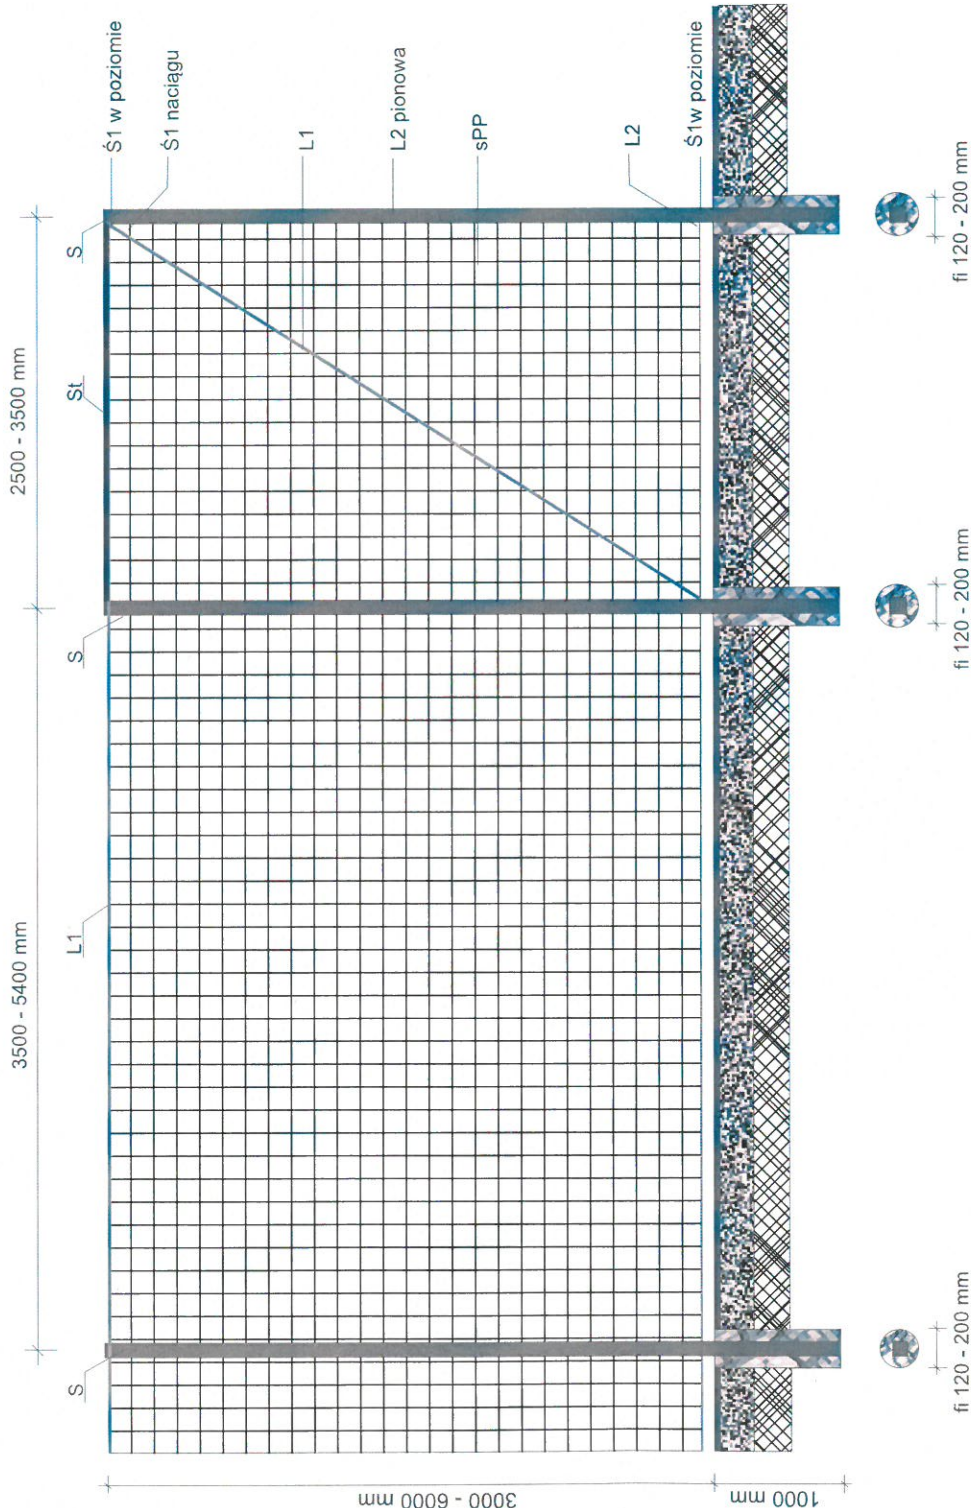 3500 - 5400 mm
2500 - 3500 mm
S
L1
S
St
S
Ś1 w poziomie
Ś1 naciągu
L1
L2 pionowa
sPP
L2
Ś1w poziomie
3000 - 6000 mm
1000 mm
fi 120 - 200 mm
fi 120 - 200 mm
fi 120 - 200 mm